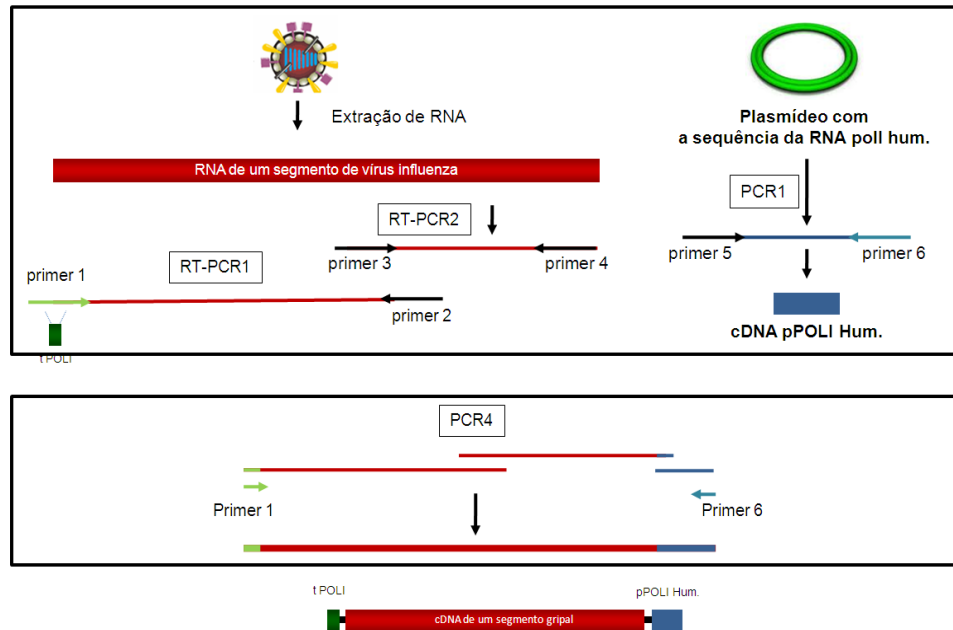 Extração de RNA
RNA de um segmento de vírus influenza
RT-PCR2
primer 3
primer 4
RT-PCR1
primer 1
primer 2
t POLI
Plasmídeo com
a sequência da RNA poll hum.
PCR1
primer 5
primer 6
cDNA pPOLI Hum.
PCR4
Primer 1
Primer 6
t POLI
pPOLI Hum.
cDNA de um segmento gripal